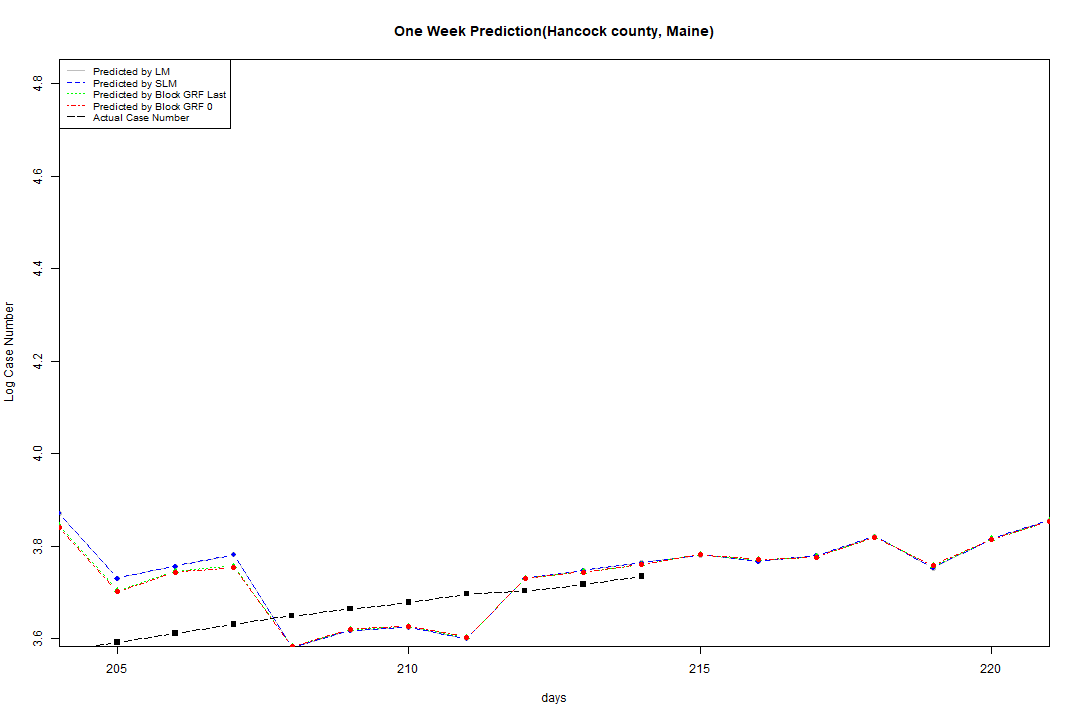 One Week Prediction(Hancock county, Maine)
Predicted by LM
Predicted by SLM
Predicted by Block GRF Last
Predicted by Block GRF 0
Actual Case Number
4.8
4.6
4.4
4.2
4.0
3.8
3.6
Log Case Number
205
210
215
220
days